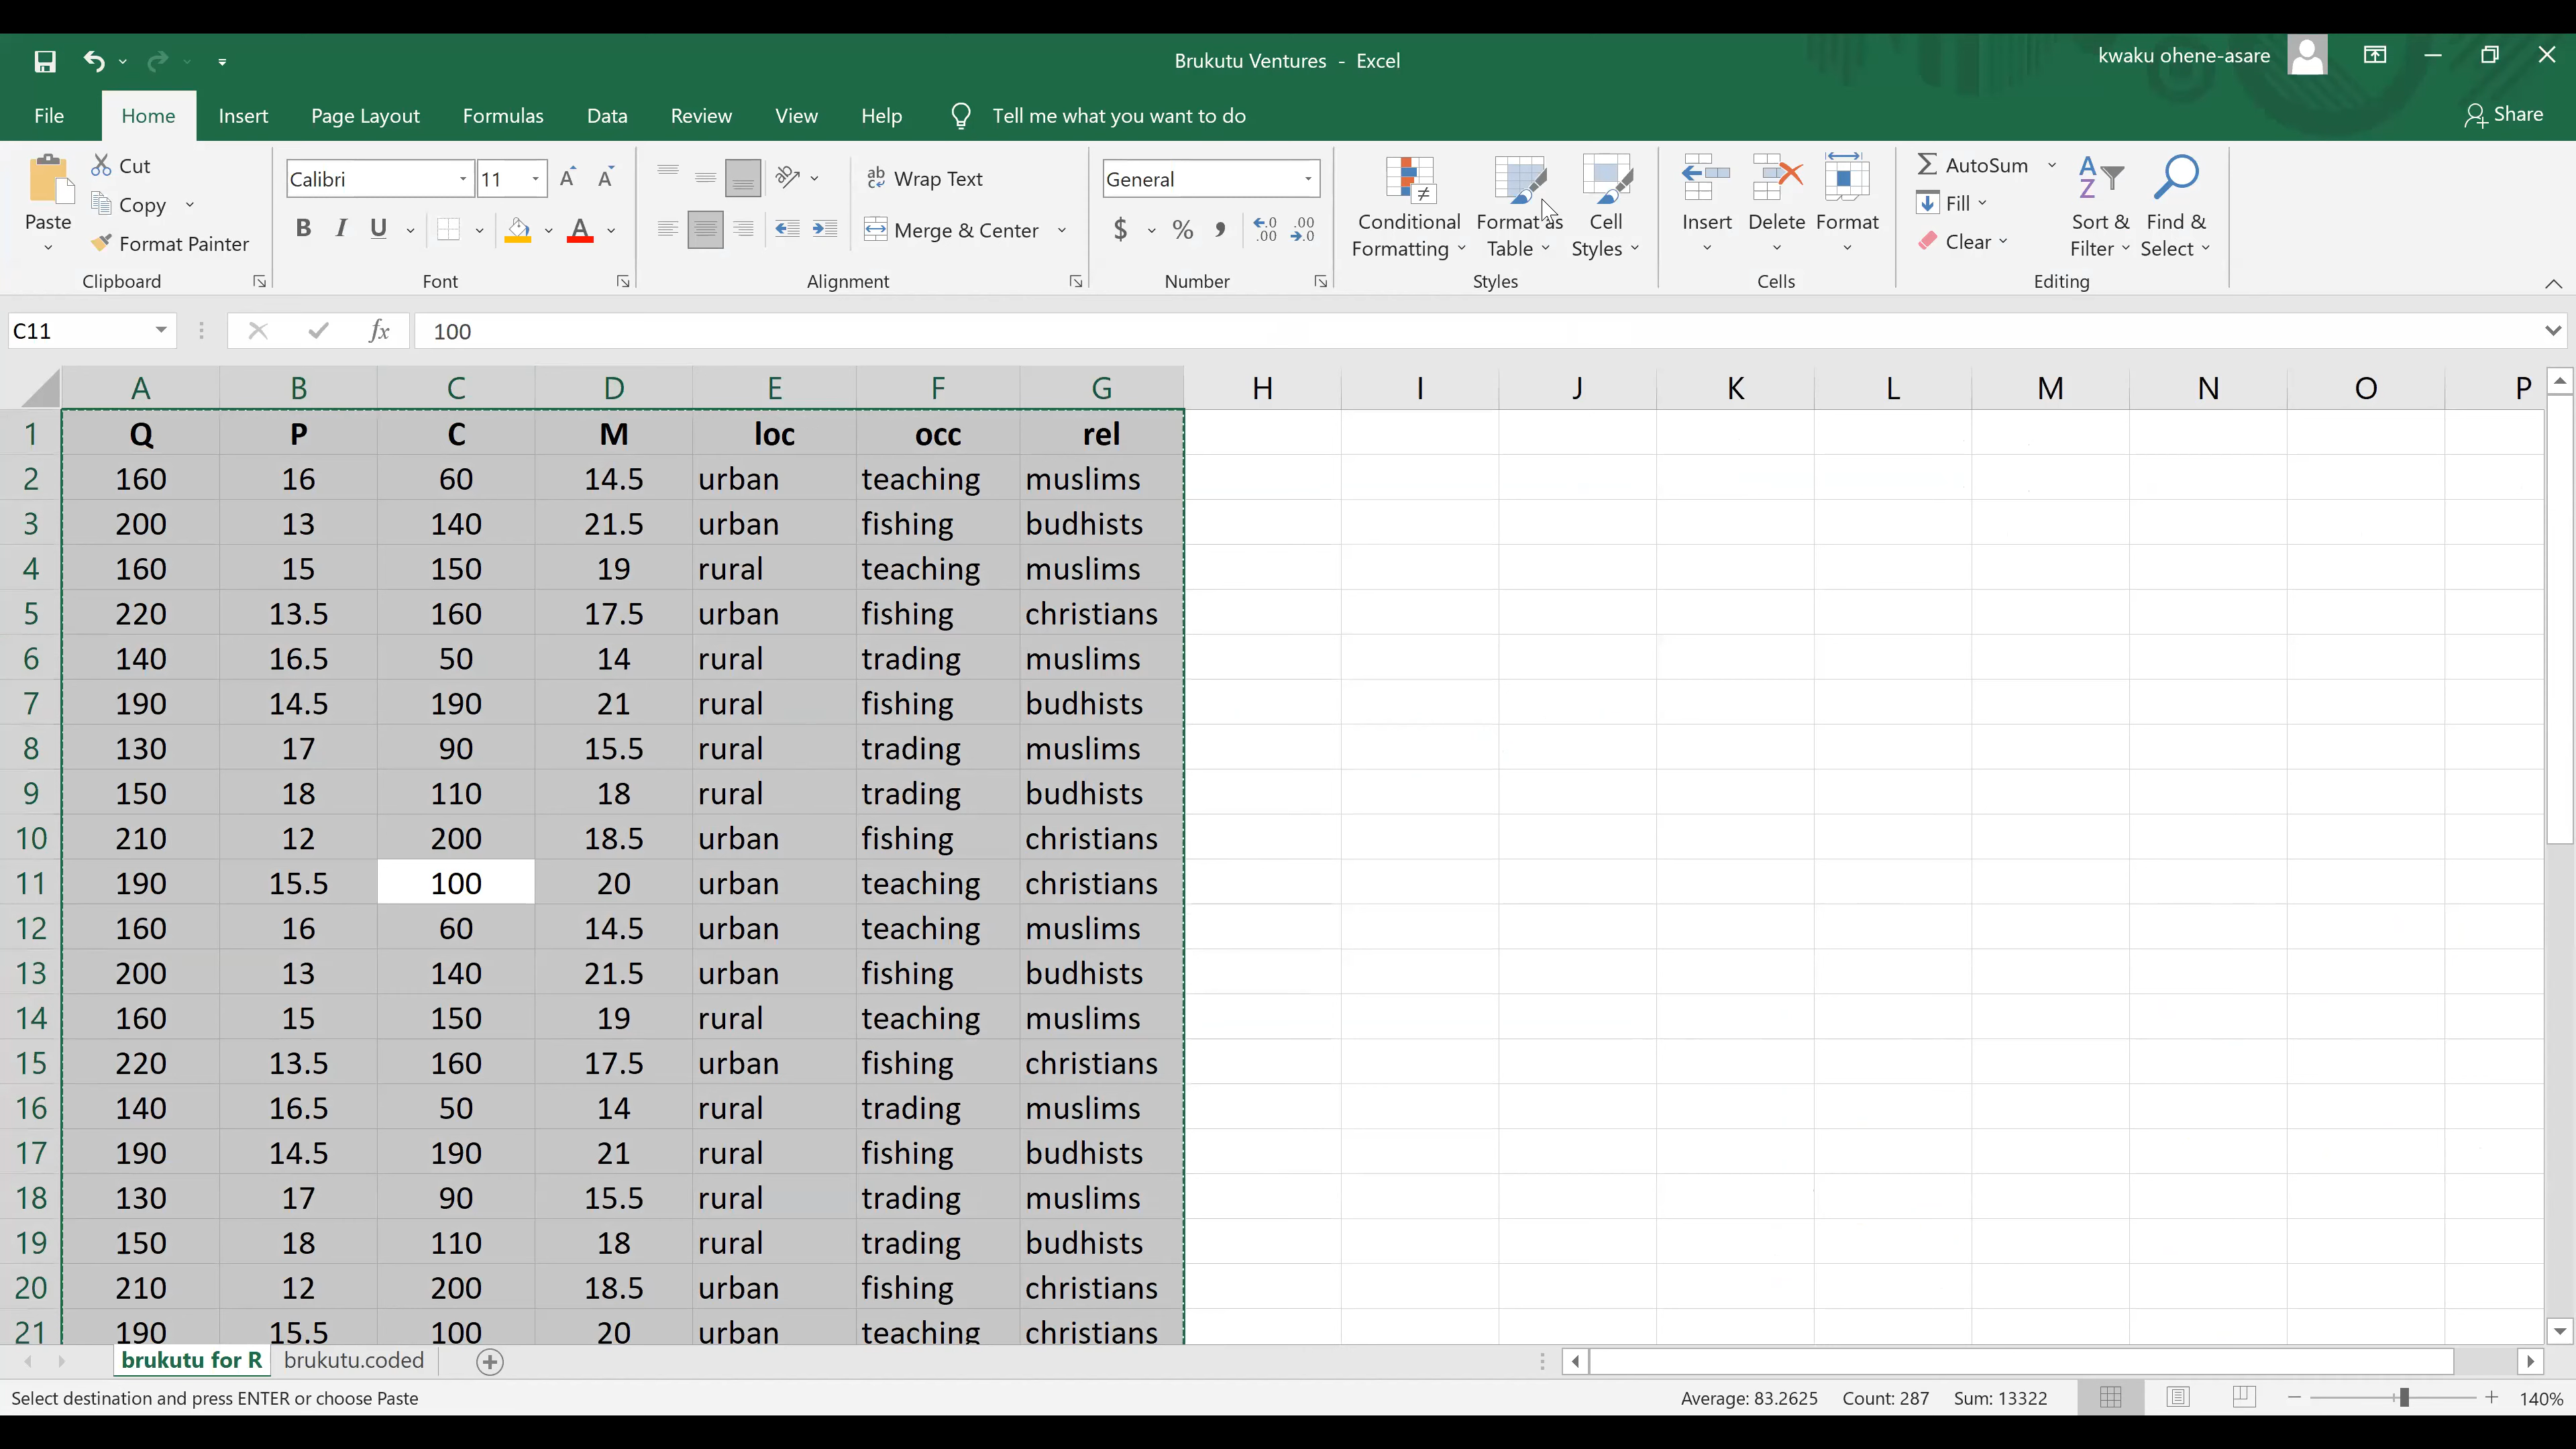 Brukutu Ventures - Excel
kwaku ohene-asare
File Home Insert Page Layout Formulas Data Review View Help Tell me what you want to do Share
Paste Cut Copy Format Painter Clipboard
Calibri 11 A A B I U A Font
ab c Wrap Text Merge & Center Alignment
General $ % , .0 .00 .00 .0 Number
Conditional Formatting Format as Table Cell Styles Styles
Insert Delete Format Cells
AutoSum Fill Clear A Z Sort & Filter Find & Select Editing
C11 fx 100
A B C D E F G H I J K L M N O P
1 Q P C M loc occ rel
2 160 16 60 14.5 urban teaching muslims
3 200 13 140 21.5 urban fishing budhists
4 160 15 150 19 rural teaching muslims
5 220 13.5 160 17.5 urban fishing christians
6 140 16.5 50 14 rural trading muslims
7 190 14.5 190 21 rural fishing budhists
8 130 17 90 15.5 rural trading muslims
9 150 18 110 18 rural trading budhists
10 210 12 200 18.5 urban fishing christians
11 190 15.5 100 20 urban teaching christians
12 160 16 60 14.5 urban teaching muslims
13 200 13 140 21.5 urban fishing budhists
14 160 15 150 19 rural teaching muslims
15 220 13.5 160 17.5 urban fishing christians
16 140 16.5 50 14 rural trading muslims
17 190 14.5 190 21 rural fishing budhists
18 130 17 90 15.5 rural trading muslims
19 150 18 110 18 rural trading budhists
20 210 12 200 18.5 urban fishing christians
21 190 15.5 100 20 urban teaching christians
brukutu for R brukutu.coded
Select destination and press ENTER or choose Paste Average: 83.2625 Count: 287 Sum: 13322 140%